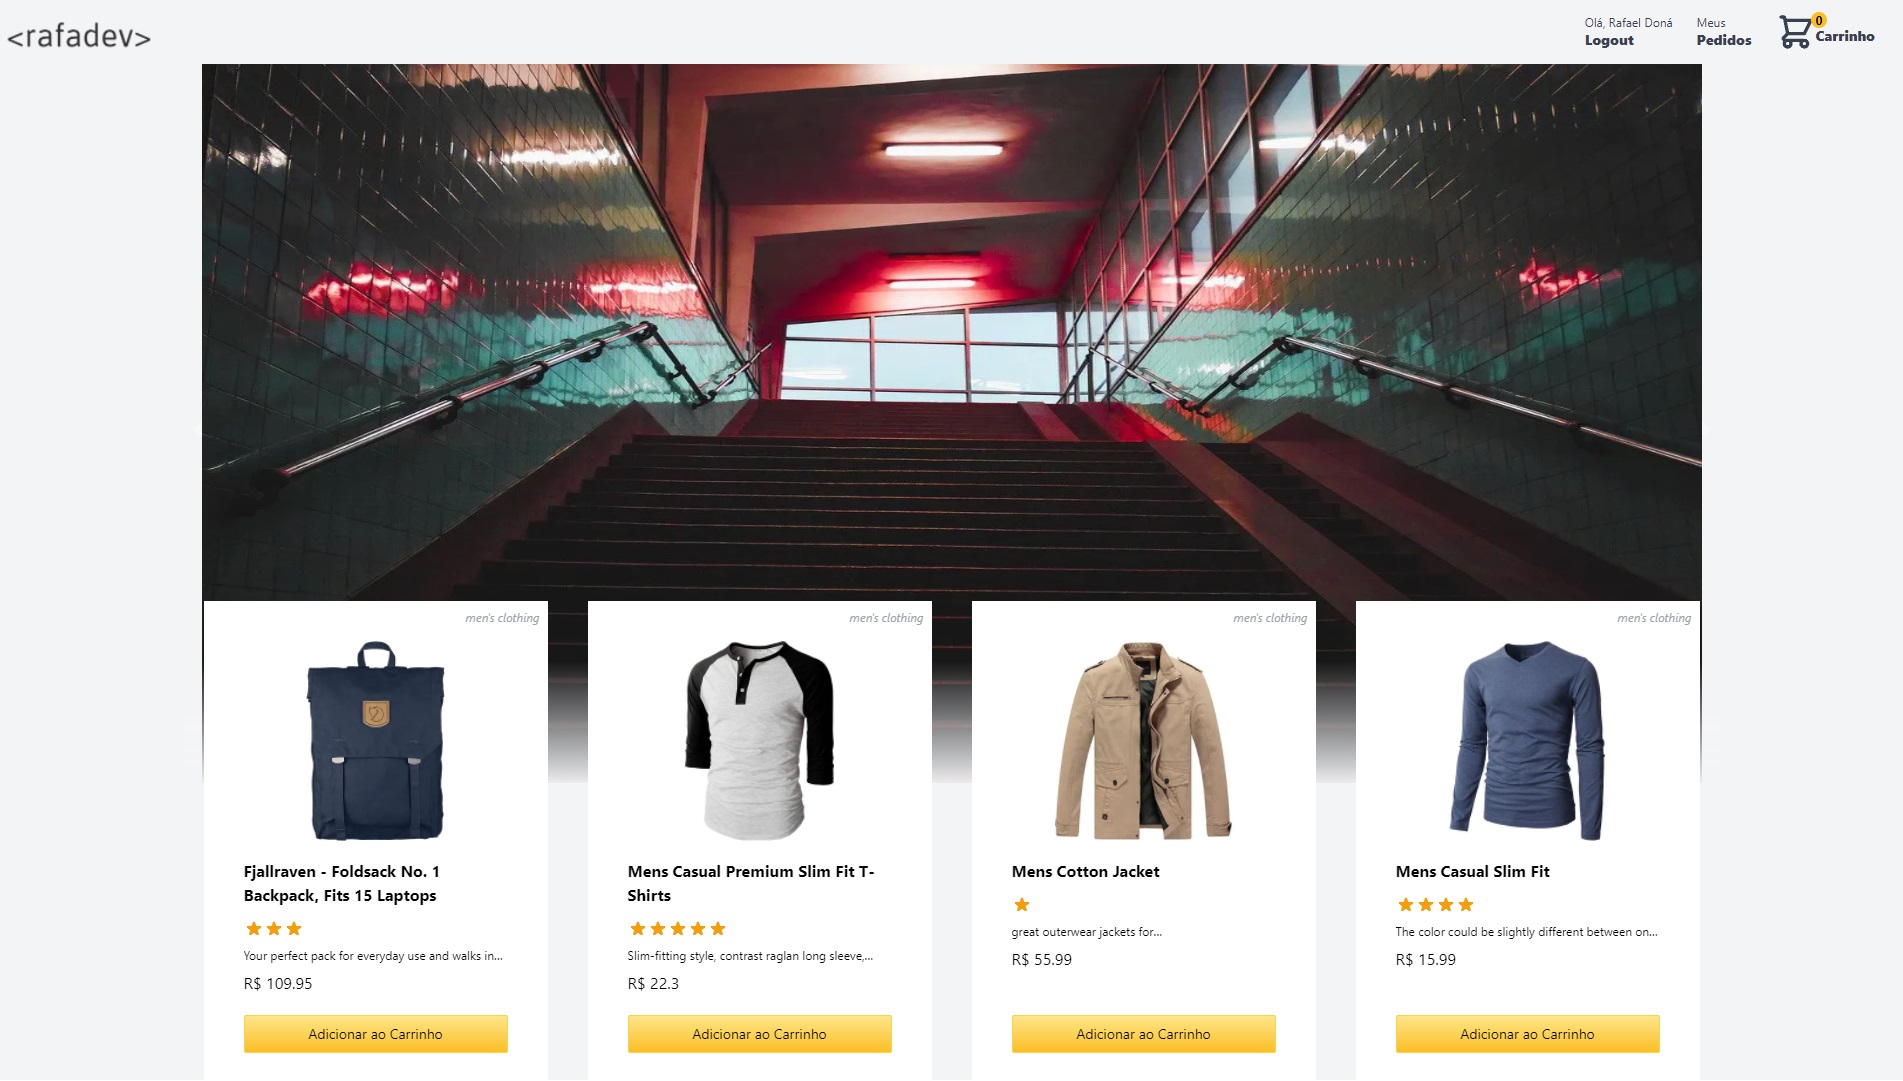 <rafadev>
Olá, Rafael Doná
Logout
Meus
Pedidos
0
Carrinho
men's clothing
Fjallraven - Foldsack No. 1
Backpack, Fits 15 Laptops
Your perfect pack for everyday use and walks in...
R$ 109.95
Adicionar ao Carrinho
men's clothing
Mens Casual Premium Slim Fit T-
Shirts
Slim-fitting style, contrast raglan long sleeve,...
R$ 22.3
Adicionar ao Carrinho
men's clothing
Mens Cotton Jacket
great outerwear jackets for...
R$ 55.99
Adicionar ao Carrinho
men's clothing
Mens Casual Slim Fit
The color could be slightly different between on...
R$ 15.99
Adicionar ao Carrinho